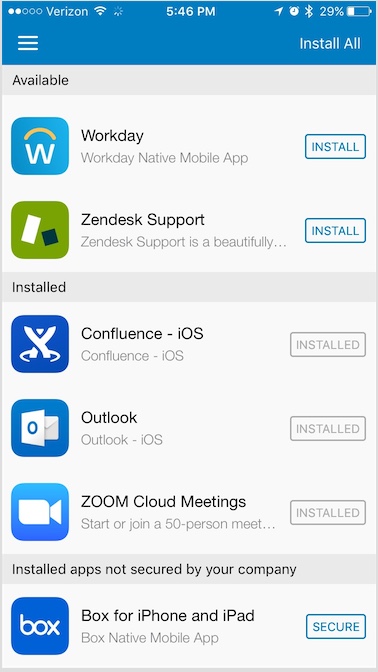 Verizon 5:46 PM 29%
Install All
Available
Workday
Workday Native Mobile App
INSTALL
Zendesk Support
Zendesk Support is a beautifully…
INSTALL
Installed
Confluence - iOS
Confluence - iOS
INSTALLED
Outlook
Outlook - iOS
INSTALLED
ZOOM Cloud Meetings
Start or join a 50-person meet…
INSTALLED
Installed apps not secured by your company
box
Box for iPhone and iPad
Box Native Mobile App
SECURE